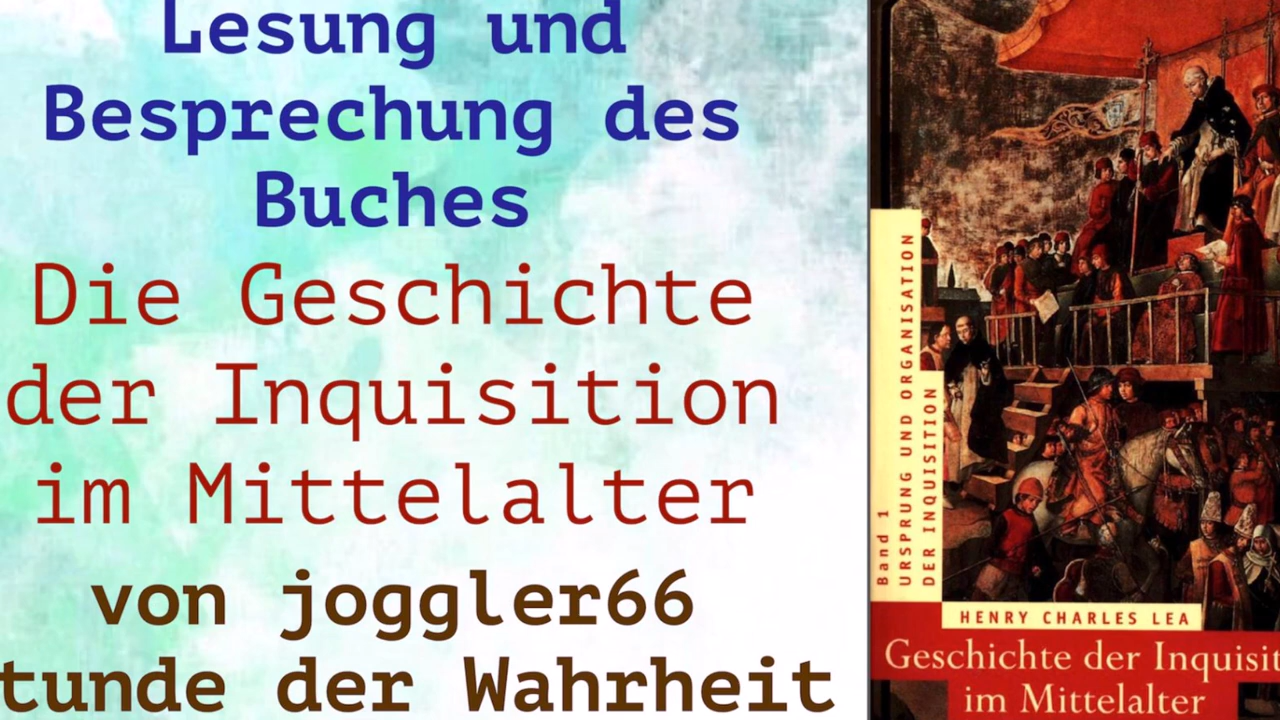 Lesung und
Besprechung des
Buches
Die Geschichte
der Inquisition
im Mittelalter
von joggler66
tunde der Wahrheit
Band 1
URSPRUNG UND ORGANISATION
DER INQUISITION
HENRY CHARLES LEA
Geschichte der Inquisit
im Mittelalter